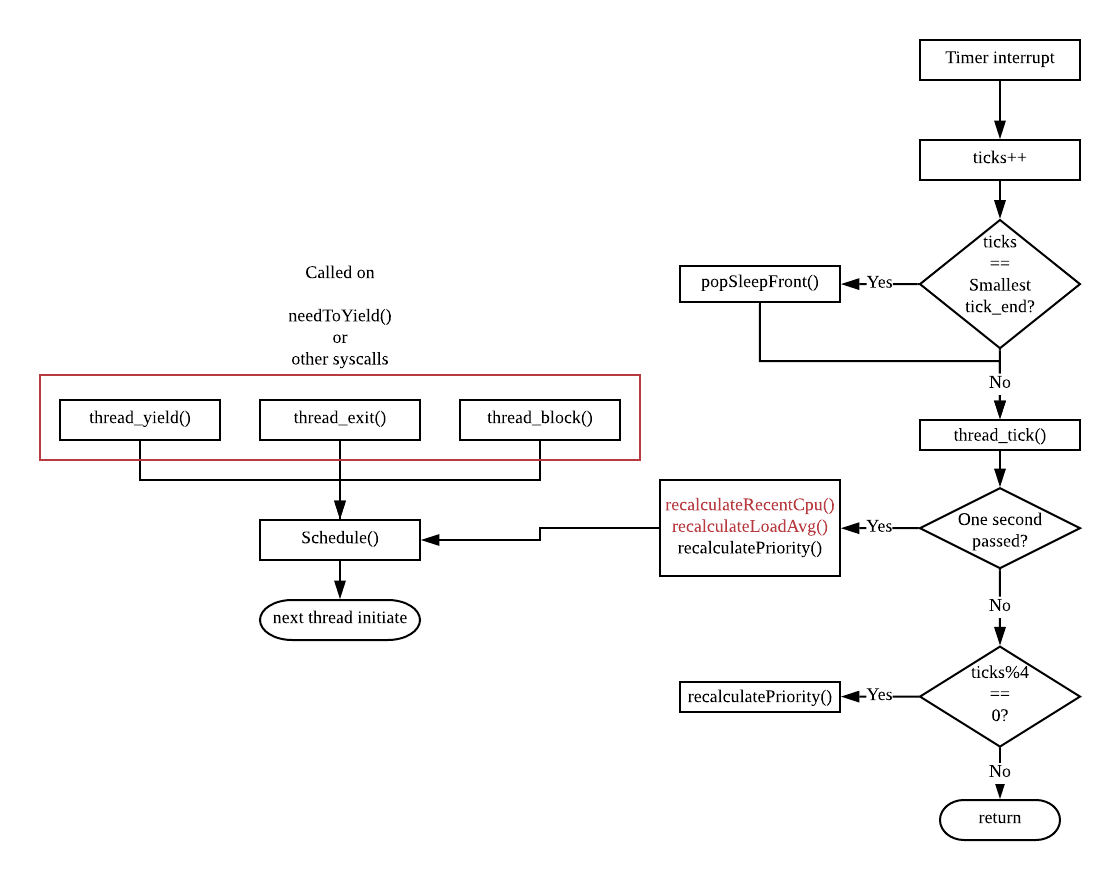 Timer interrupt
ticks++
ticks
==
Smallest
tick_end?
Yes
popSleepFront()
No
thread_tick()
One second
passed?
Yes
recalculateRecentCpu()
recalculateLoadAvg()
recalculatePriority()
No
ticks%4
==
0?
Yes
recalculatePriority()
No
return
Called on
needToYield()
or
other syscalls
thread_yield()
thread_exit()
thread_block()
Schedule()
next thread initiate